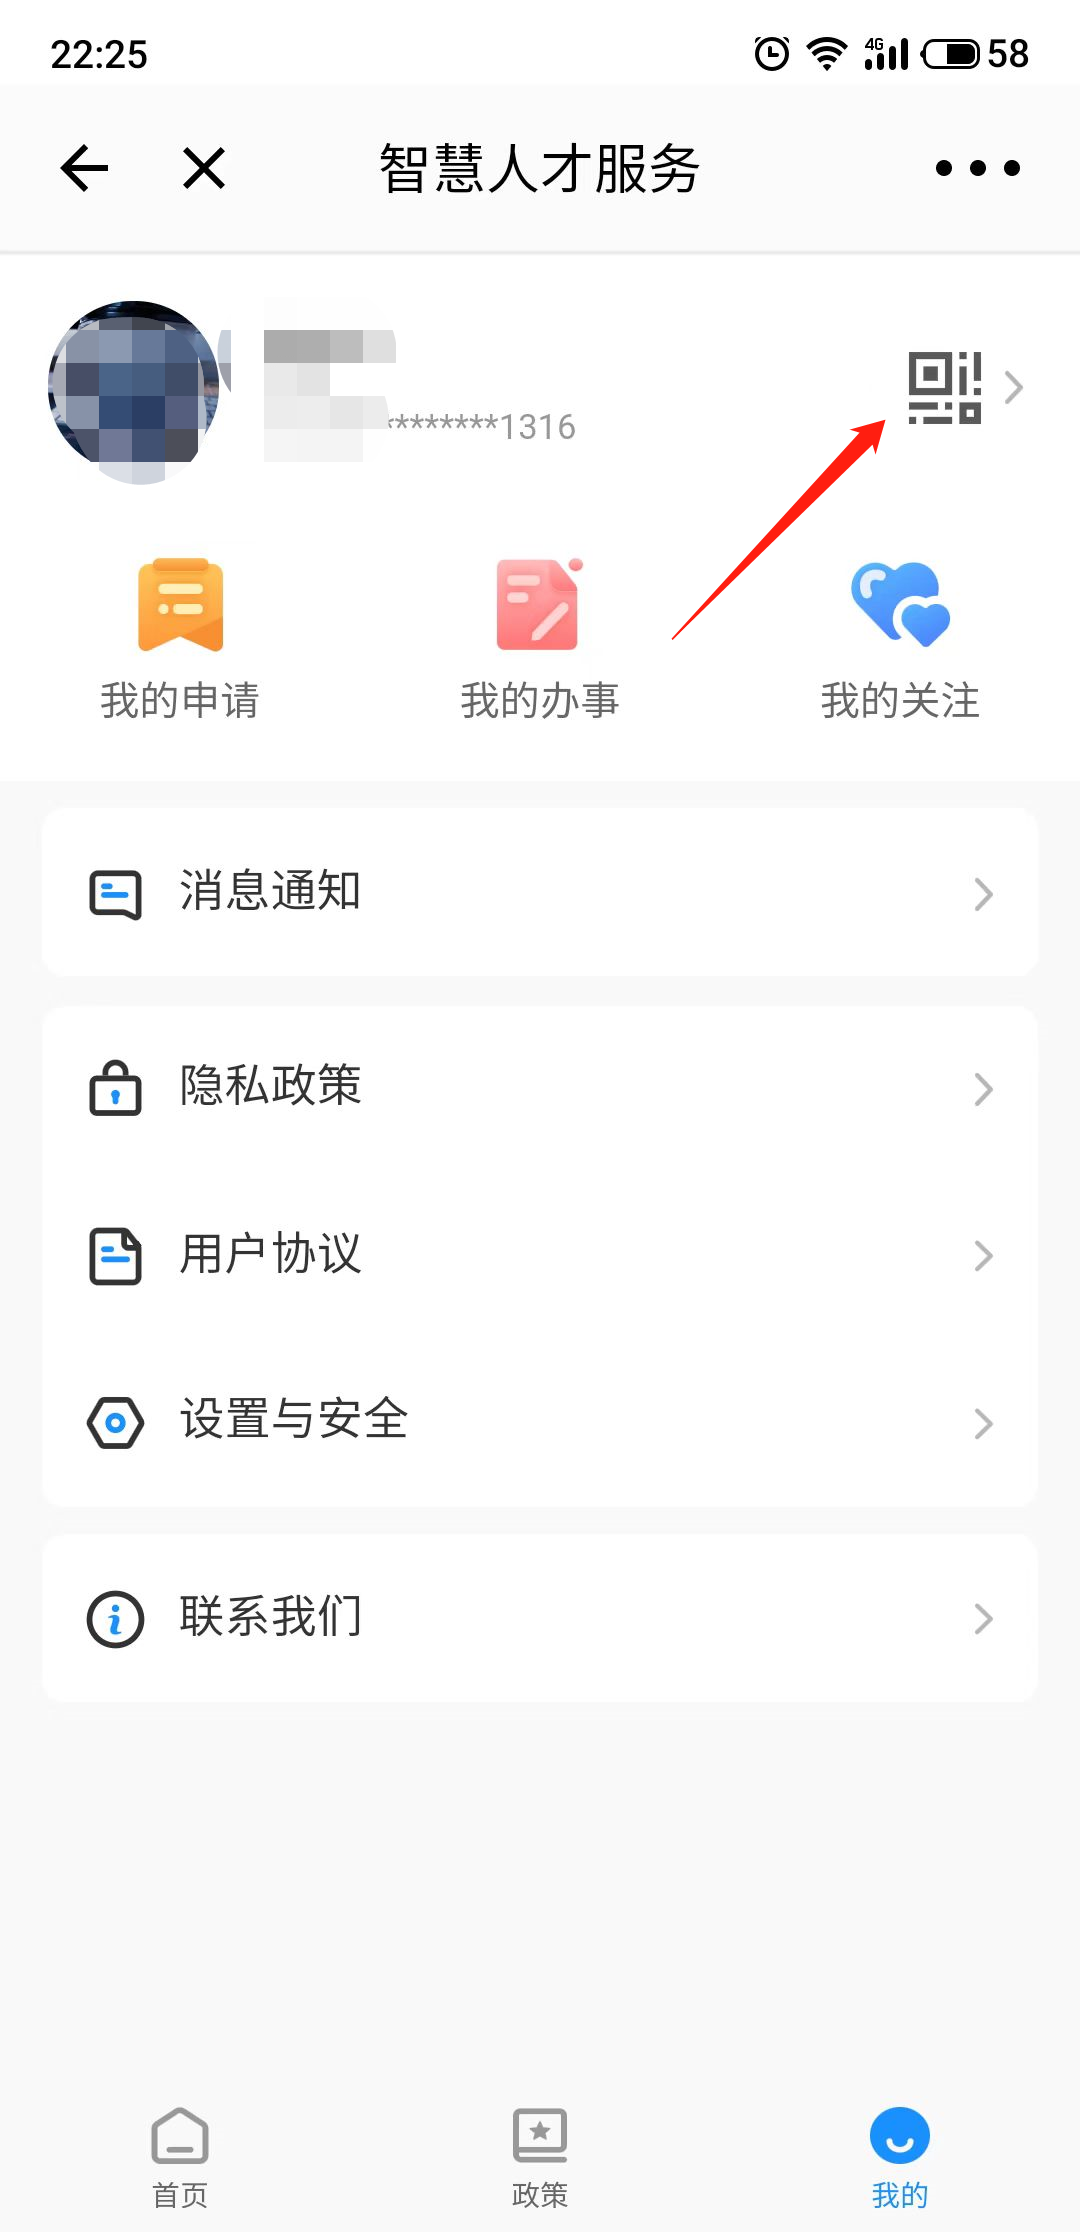 22:25
4G
58
智慧人才服务
********1316
我的申请
我的办事
我的关注
消息通知
隐私政策
用户协议
设置与安全
联系我们
首页
政策
我的